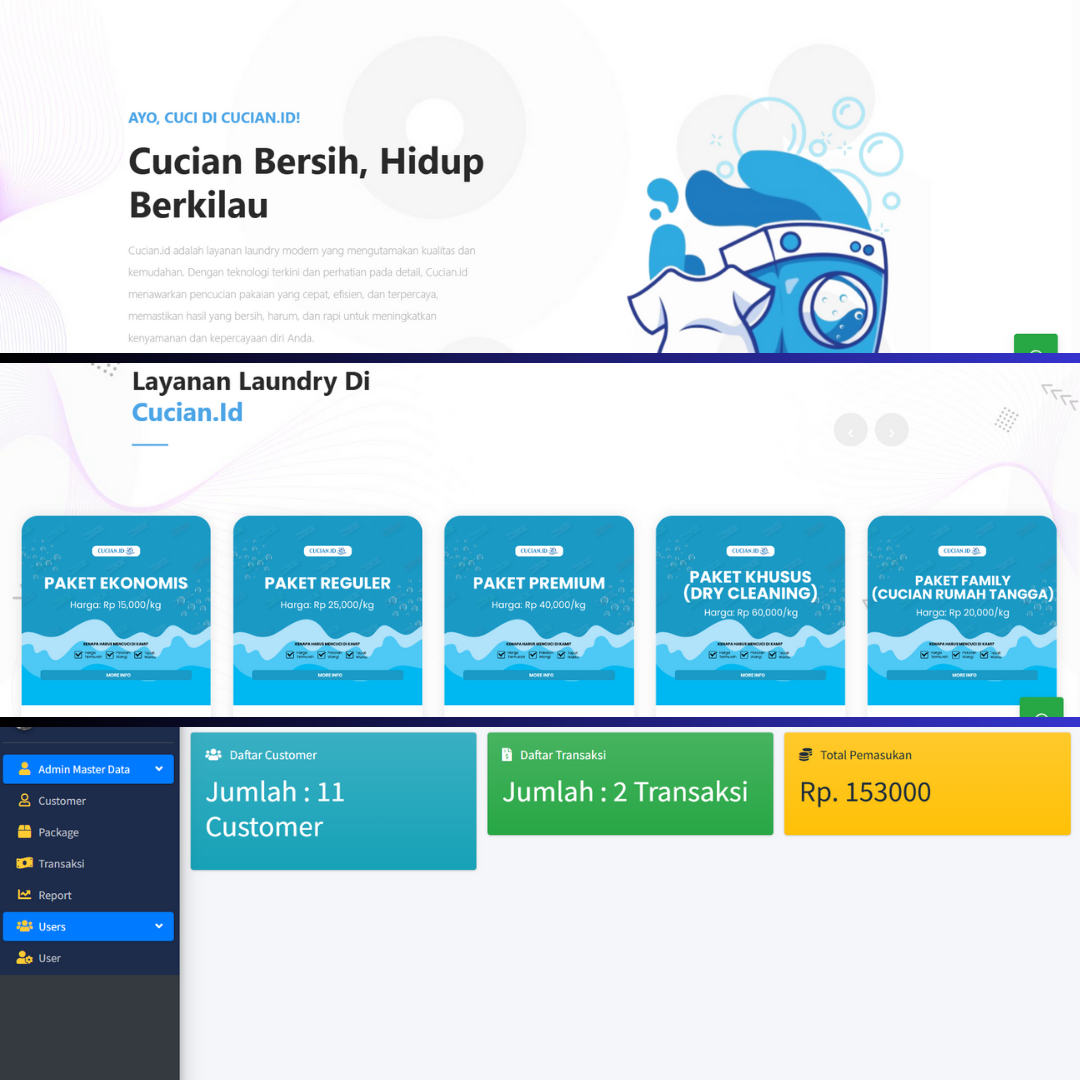 AYO, CUCI DI CUCIAN.ID!
Cucian Bersih, Hidup
Berkilau
Cucian.id adalah layanan laundry modern yang mengutamakan kualitas dan
kemudahan. Dengan teknologi terkini dan perhatian pada detail, Cucian.id
menawarkan pencucian pakaian yang cepat, efisien, dan terpercaya,
memastikan hasil yang bersih, harum, dan rapi untuk meningkatkan
kenyamanan dan kepercayaan diri Anda.
Layanan Laundry Di
Cucian.Id
CUCIAN.ID
PAKET EKONOMIS
Harga: Rp 15,000/kg
KENAPA HARUS MENCUCI DI KAMI?
MORE INFO
CUCIAN.ID
PAKET REGULER
Harga: Rp 25,000/kg
KENAPA HARUS MENCUCI DI KAMI?
MORE INFO
CUCIAN.ID
PAKET PREMIUM
Harga: Rp 40,000/kg
KENAPA HARUS MENCUCI DI KAMI?
MORE INFO
CUCIAN.ID
PAKET KHUSUS
(DRY CLEANING)
Harga: Rp 60,000/kg
KENAPA HARUS MENCUCI DI KAMI?
MORE INFO
CUCIAN.ID
PAKET FAMILY
(CUCIAN RUMAH TANGGA)
Harga: Rp 20,000/kg
KENAPA HARUS MENCUCI DI KAMI?
MORE INFO
Admin Master Data
Customer
Package
Transaksi
Report
Users
User
Daftar Customer
Jumlah : 11
Customer
Daftar Transaksi
Jumlah : 2 Transaksi
Total Pemasukan
Rp. 153000